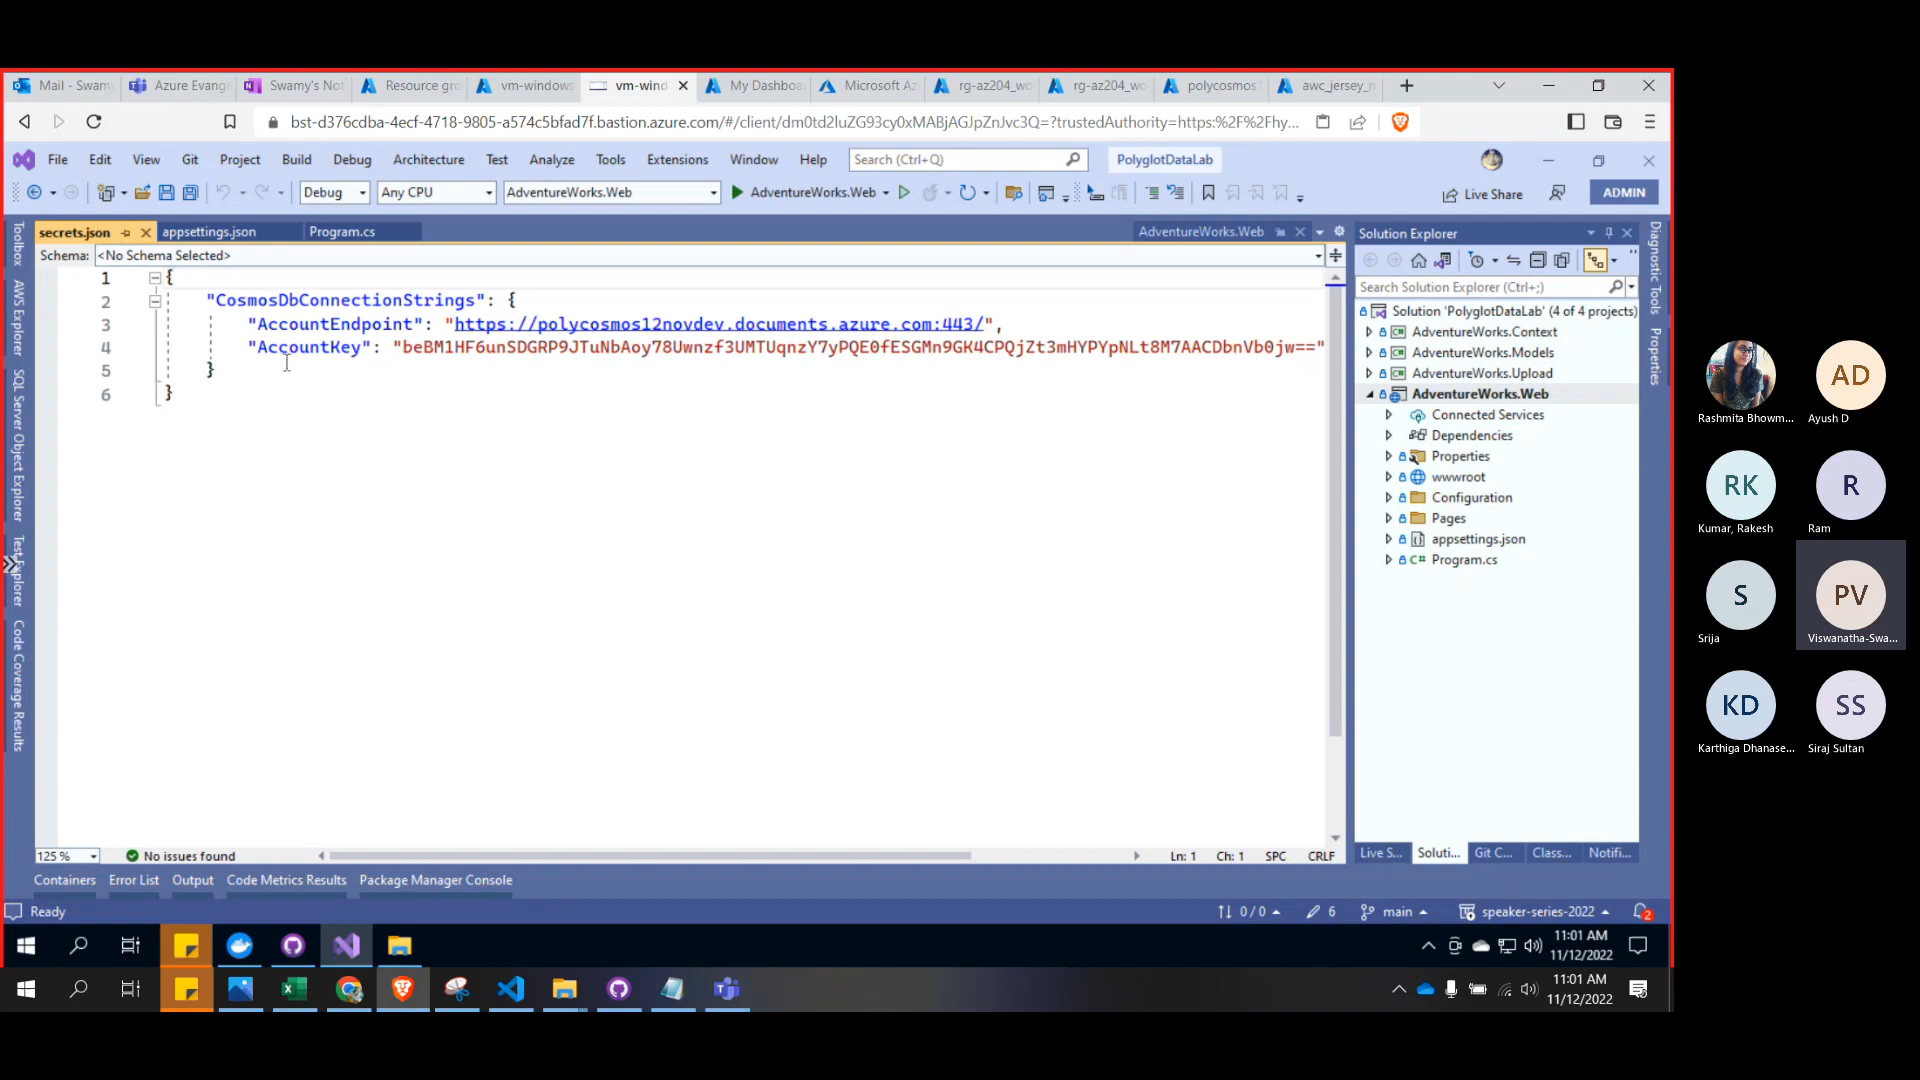 Mail - Swamy
Azure Evange
Swamy's Not
Resource gro
vm-windows
vm-wind
My Dashboa
Microsoft Az
rg-az204_wo
rg-az204_wo
polycosmos
awc_jersey_m
bst-d376cdba-4ecf-4718-9805-a574c5bfad7f.bastion.azure.com/#/client/dm0td2luZG93cy0xMABjAGJpZnJvc3Q=?trustedAuthority=https:%2F%2Fhy...
File Edit View Git Project Build Debug Architecture Test Analyze Tools Extensions Window Help Search (Ctrl+Q) PolyglotDataLab
Debug Any CPU AdventureWorks.Web AdventureWorks.Web Live Share ADMIN
secrets.json appsettings.json Program.cs AdventureWorks.Web
Schema: <No Schema Selected>
1 {
2 "CosmosDbConnectionStrings": {
3 "AccountEndpoint": "https://polycosmos12novdev.documents.azure.com:443/",
4 "AccountKey": "beBM1HF6unSDGRP9JTuNbAoy78Uwnzf3UMTUqnzY7yPQE0fESGMn9GK4CPQjZt3mHYPYpNLt8M7AACDbnVb0jw=="
5 }
6 }
Toolbox
AWS Explorer
SQL Server Object Explorer
Test Explorer
Code Coverage Results
Solution Explorer
Search Solution Explorer (Ctrl+;)
Solution 'PolyglotDataLab' (4 of 4 projects)
AdventureWorks.Context
AdventureWorks.Models
AdventureWorks.Upload
AdventureWorks.Web
Connected Services
Dependencies
Properties
wwwroot
Configuration
Pages
appsettings.json
Program.cs
Diagnostic Tools
Properties
125 % No issues found Ln: 1 Ch: 1 SPC CRLF
Live S... Soluti... Git C... Class... Notifi...
Containers Error List Output Code Metrics Results Package Manager Console
Ready 0 / 0 6 main speaker-series-2022 2
11:01 AM
11/12/2022
11:01 AM
11/12/2022
Rashmita Bhowm...
AD
Ayush D
RK
Kumar, Rakesh
R
Ram
S
Srija
PV
Viswanatha-Swa...
KD
Karthiga Dhanase...
SS
Siraj Sultan